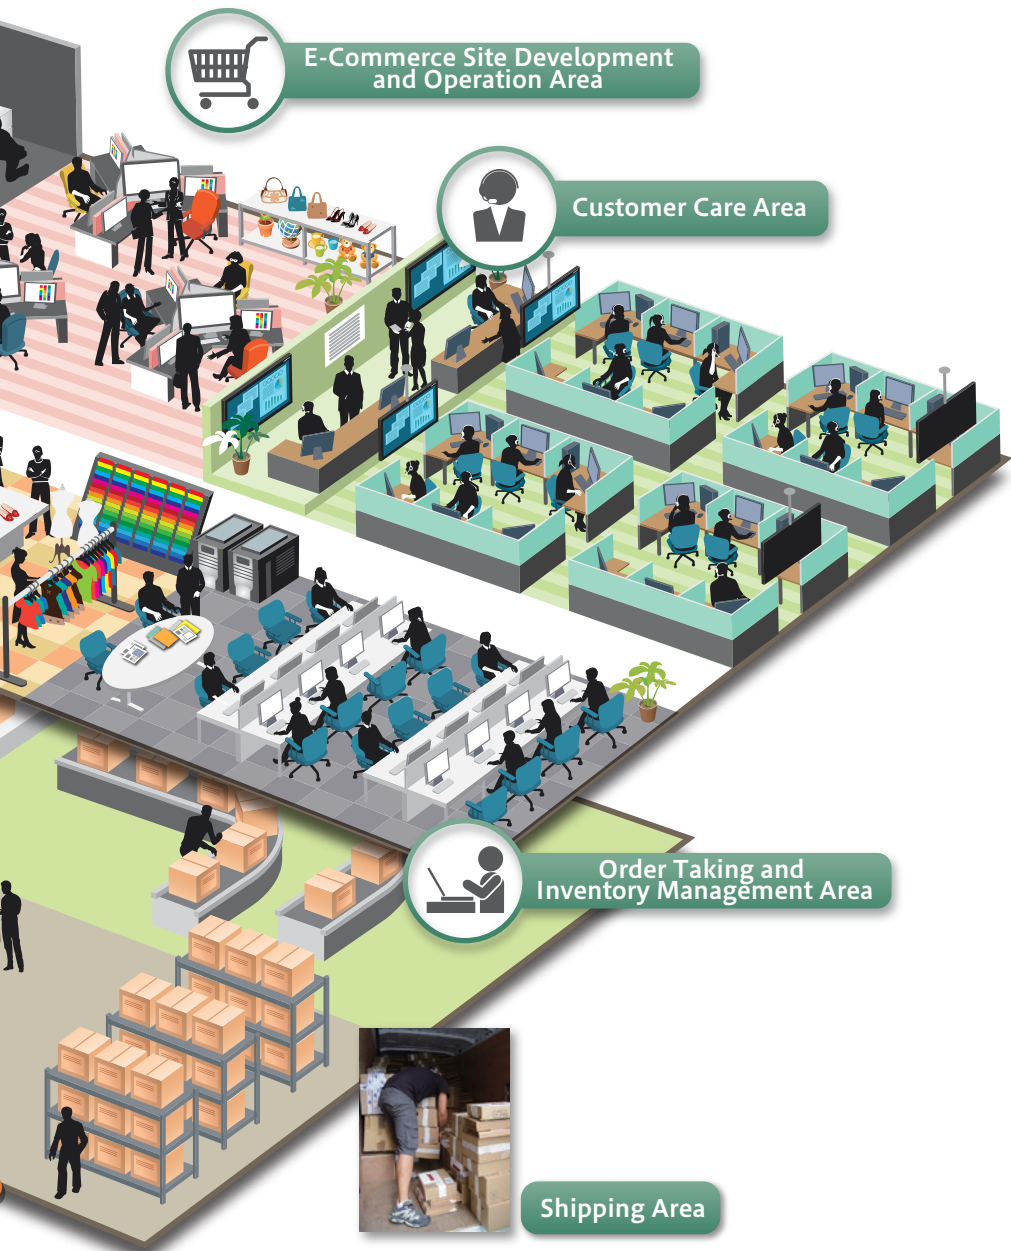 E-Commerce Site Development
and Operation Area
Customer Care Area
Order Taking and
Inventory Management Area
Shipping Area